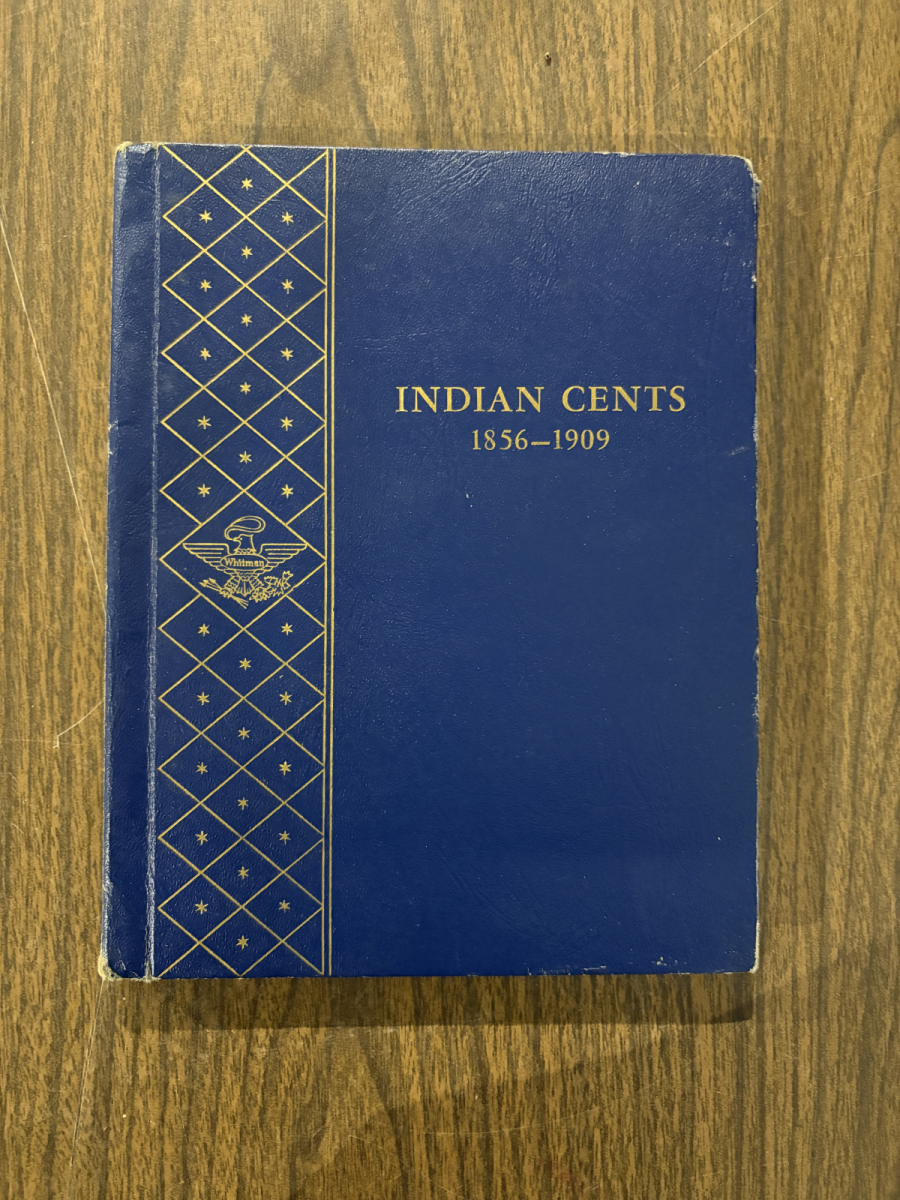 INDIAN CENTS
1856–1909
Whitman